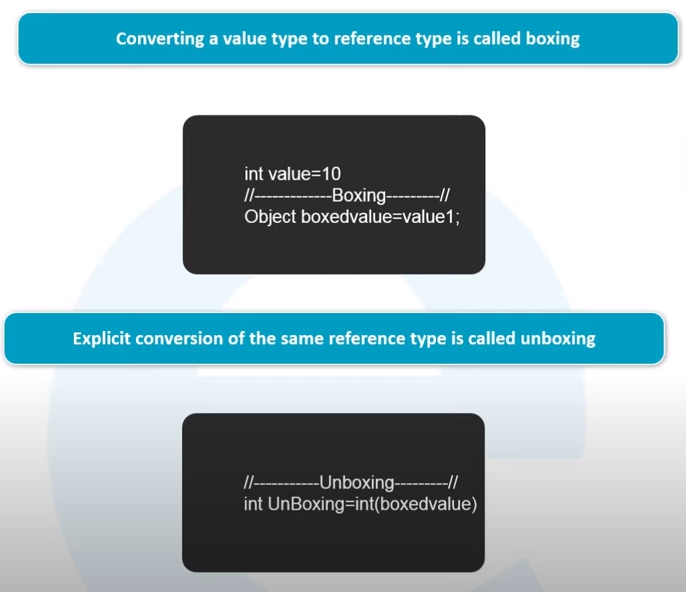 Converting a value type to reference type is called boxing
int value=10
//-------------Boxing---------//
Object boxedvalue=value1;
Explicit conversion of the same reference type is called unboxing
//-----------Unboxing---------//
int UnBoxing=int(boxedvalue)